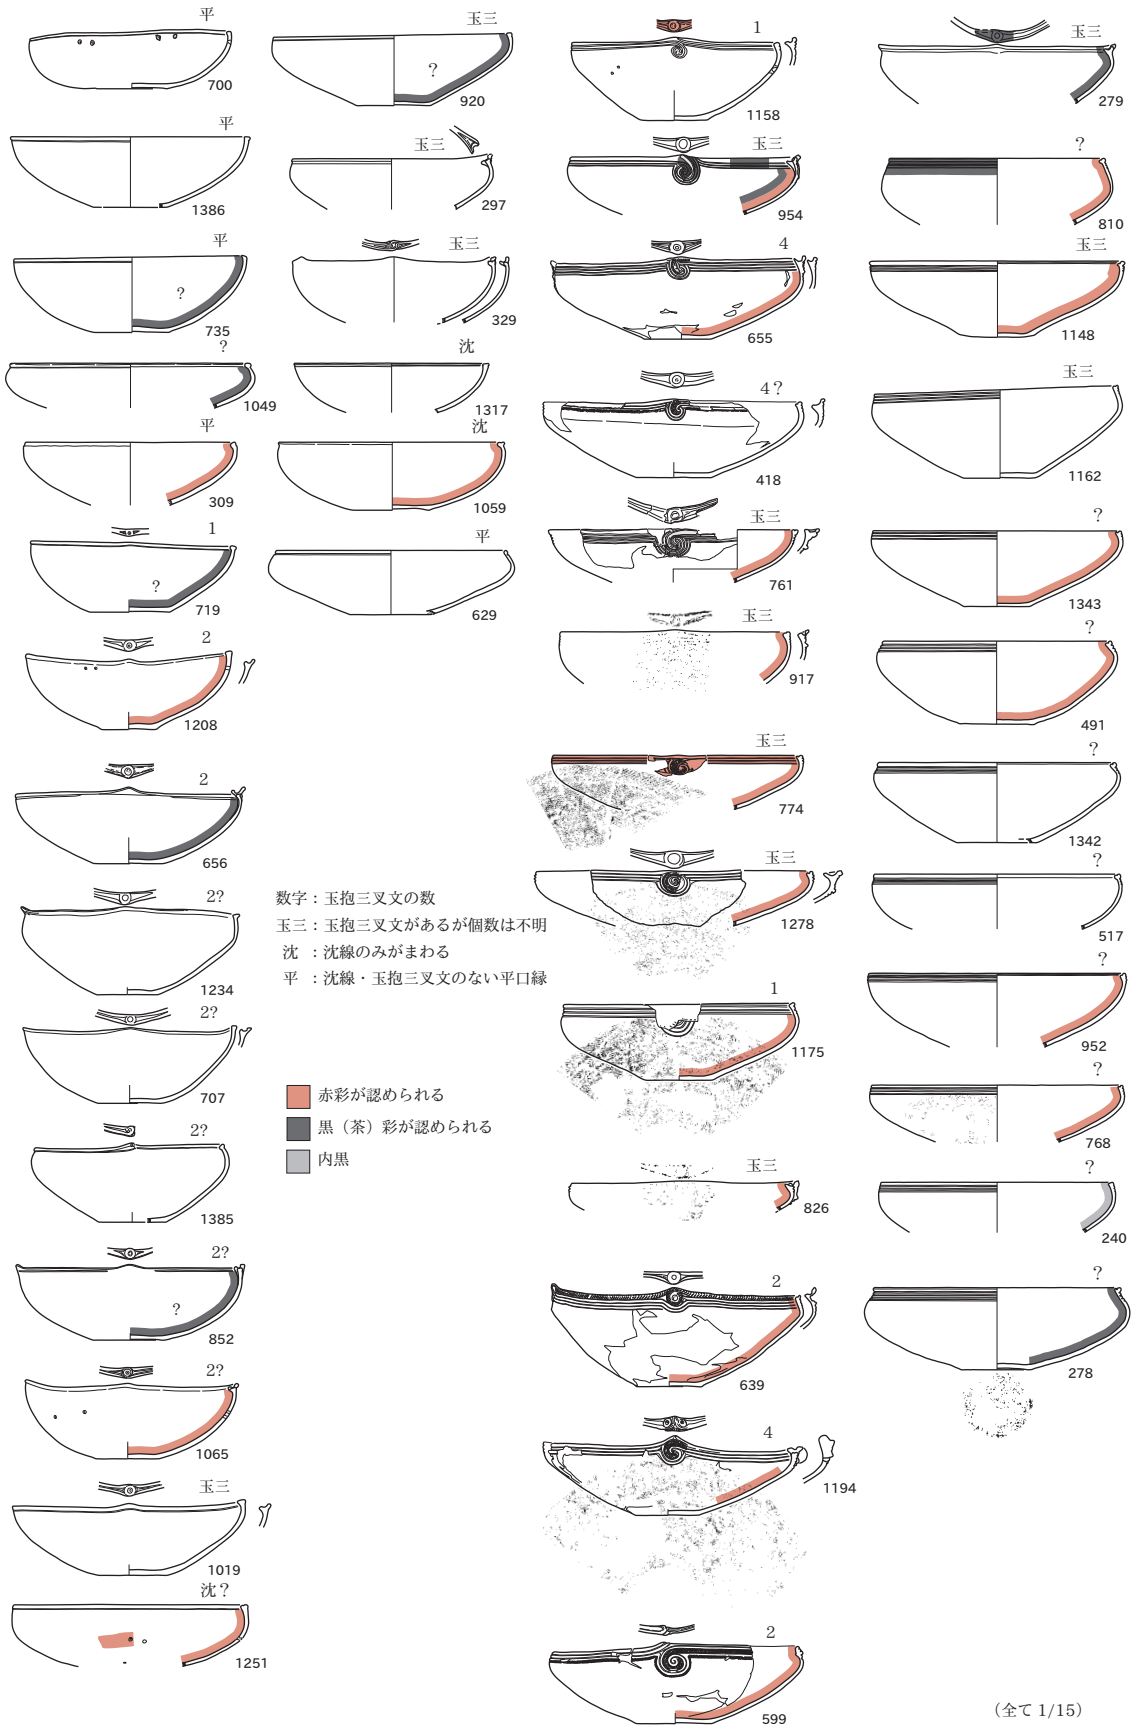 平
700
平
1386
平
?
735
?
1049
平
309
1
?
719
2
1208
2
656
2?
1234
2?
707
2?
1385
2?
?
852
2?
1065
玉三
1019
沈？
1251
玉三
?
920
玉三
297
玉三
329
沈
1317
沈
1059
平
629
数字：玉抱三叉文の数
玉三：玉抱三叉文があるが個数は不明
沈　：沈線のみがまわる
平　：沈線・玉抱三叉文のない平口縁
赤彩が認められる
黒（茶）彩が認められる
内黒
1
1158
玉三
954
4
655
4？
418
玉三
761
玉三
917
玉三
774
玉三
1278
1
1175
玉三
826
2
639
4
1194
2
599
玉三
279
?
810
玉三
1148
玉三
1162
?
1343
?
491
?
1342
?
517
?
952
?
768
?
240
?
278
（全て 1/15）